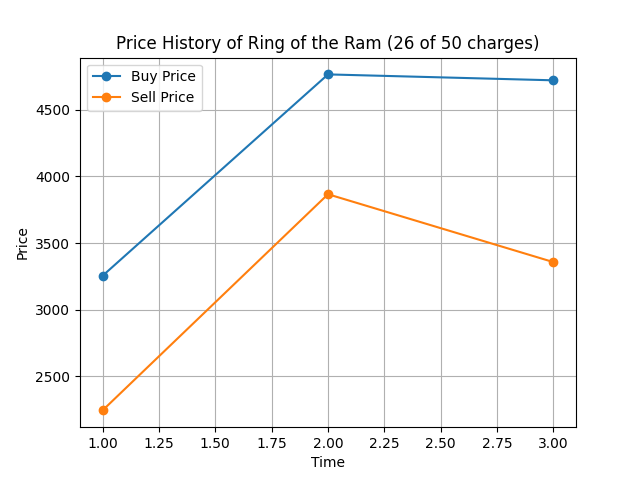 Price History of Ring of the Ram (26 of 50 charges)
Buy Price
Sell Price
4500
4000
3500
3000
2500
Price
1.00 1.25 1.50 1.75 2.00 2.25 2.50 2.75 3.00
Time